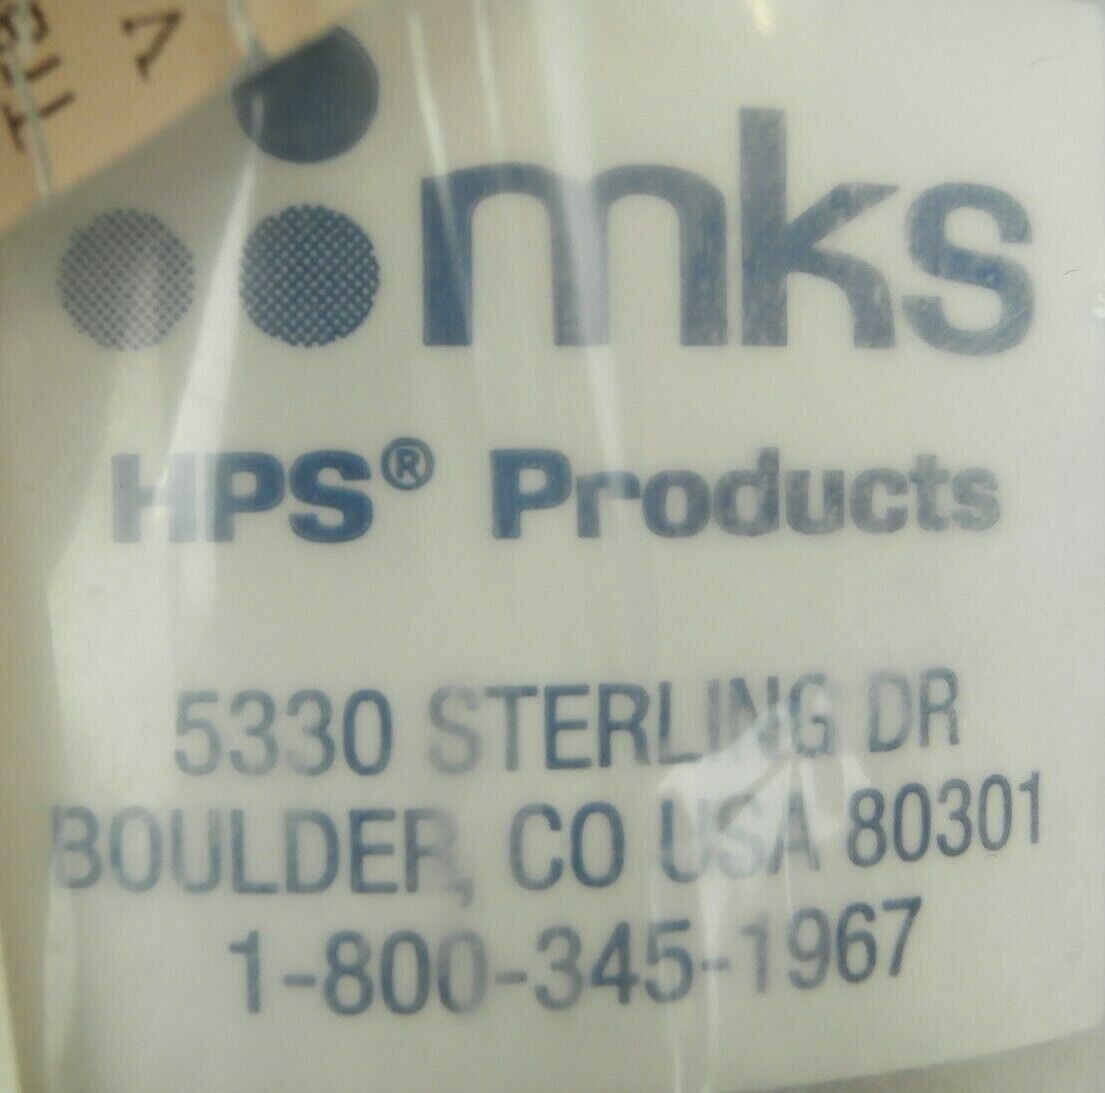 mks
HPS® Products
5330 STERLING DR
BOULDER, CO USA 80301
1-800-345-1967